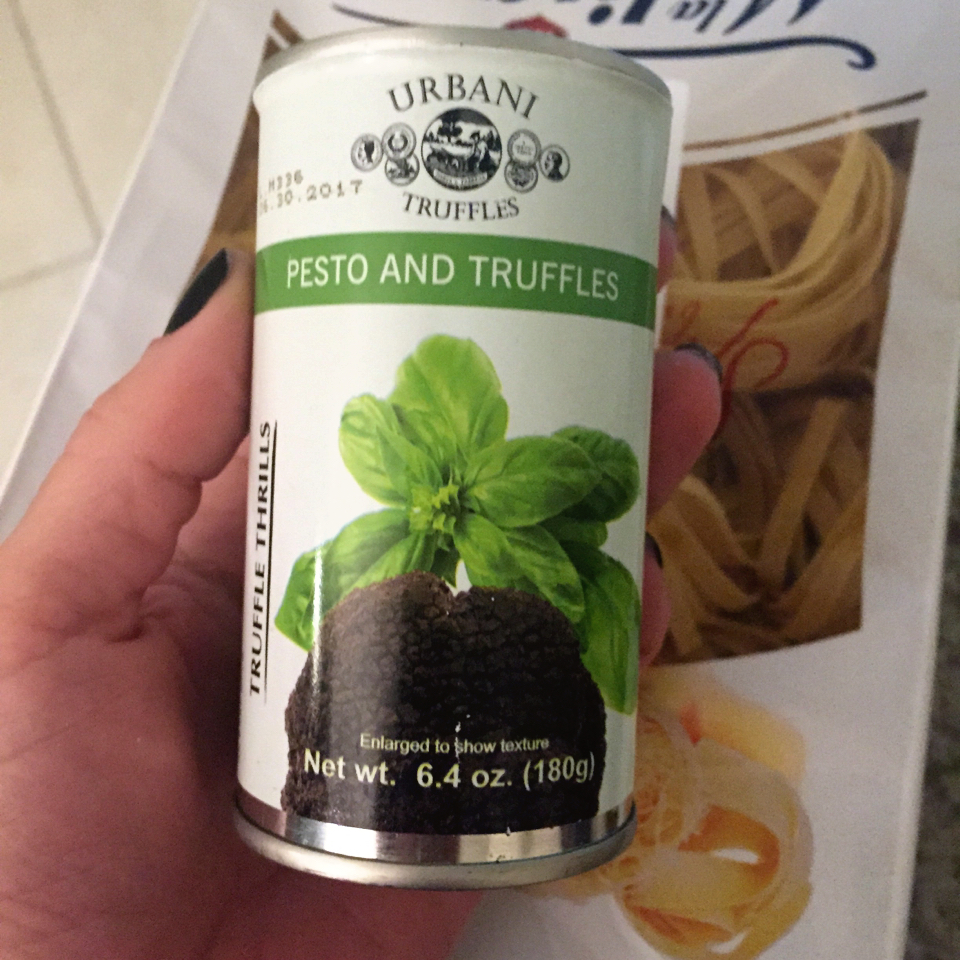 URBANI
TRUFFLES
M336
6.30.2017
PESTO AND TRUFFLES
TRUFFLE THRILLS
Enlarged to show texture
Net wt. 6.4 oz. (180g)